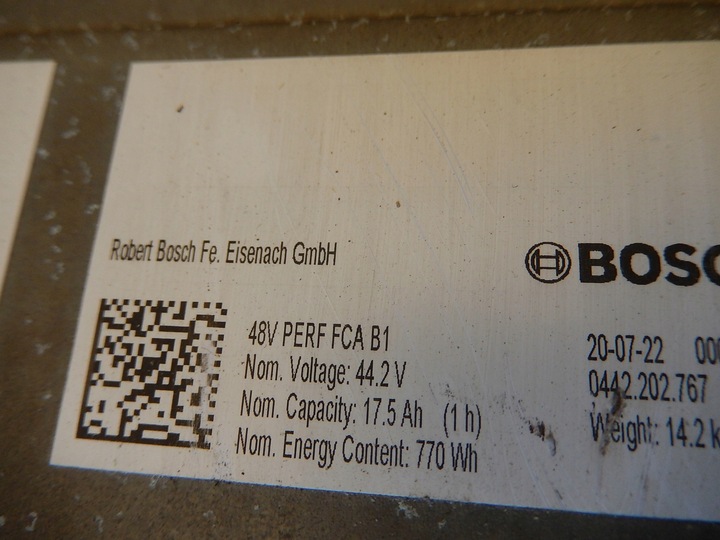 Robert Bosch Fe. Eisenach GmbH
BOSC
48V PERF FCA B1
Nom. Voltage: 44.2 V
Nom. Capacity: 17.5 Ah (1 h)
Nom. Energy Content: 770 Wh
20-07-22 000
0442.202.767
Weight: 14.2 k